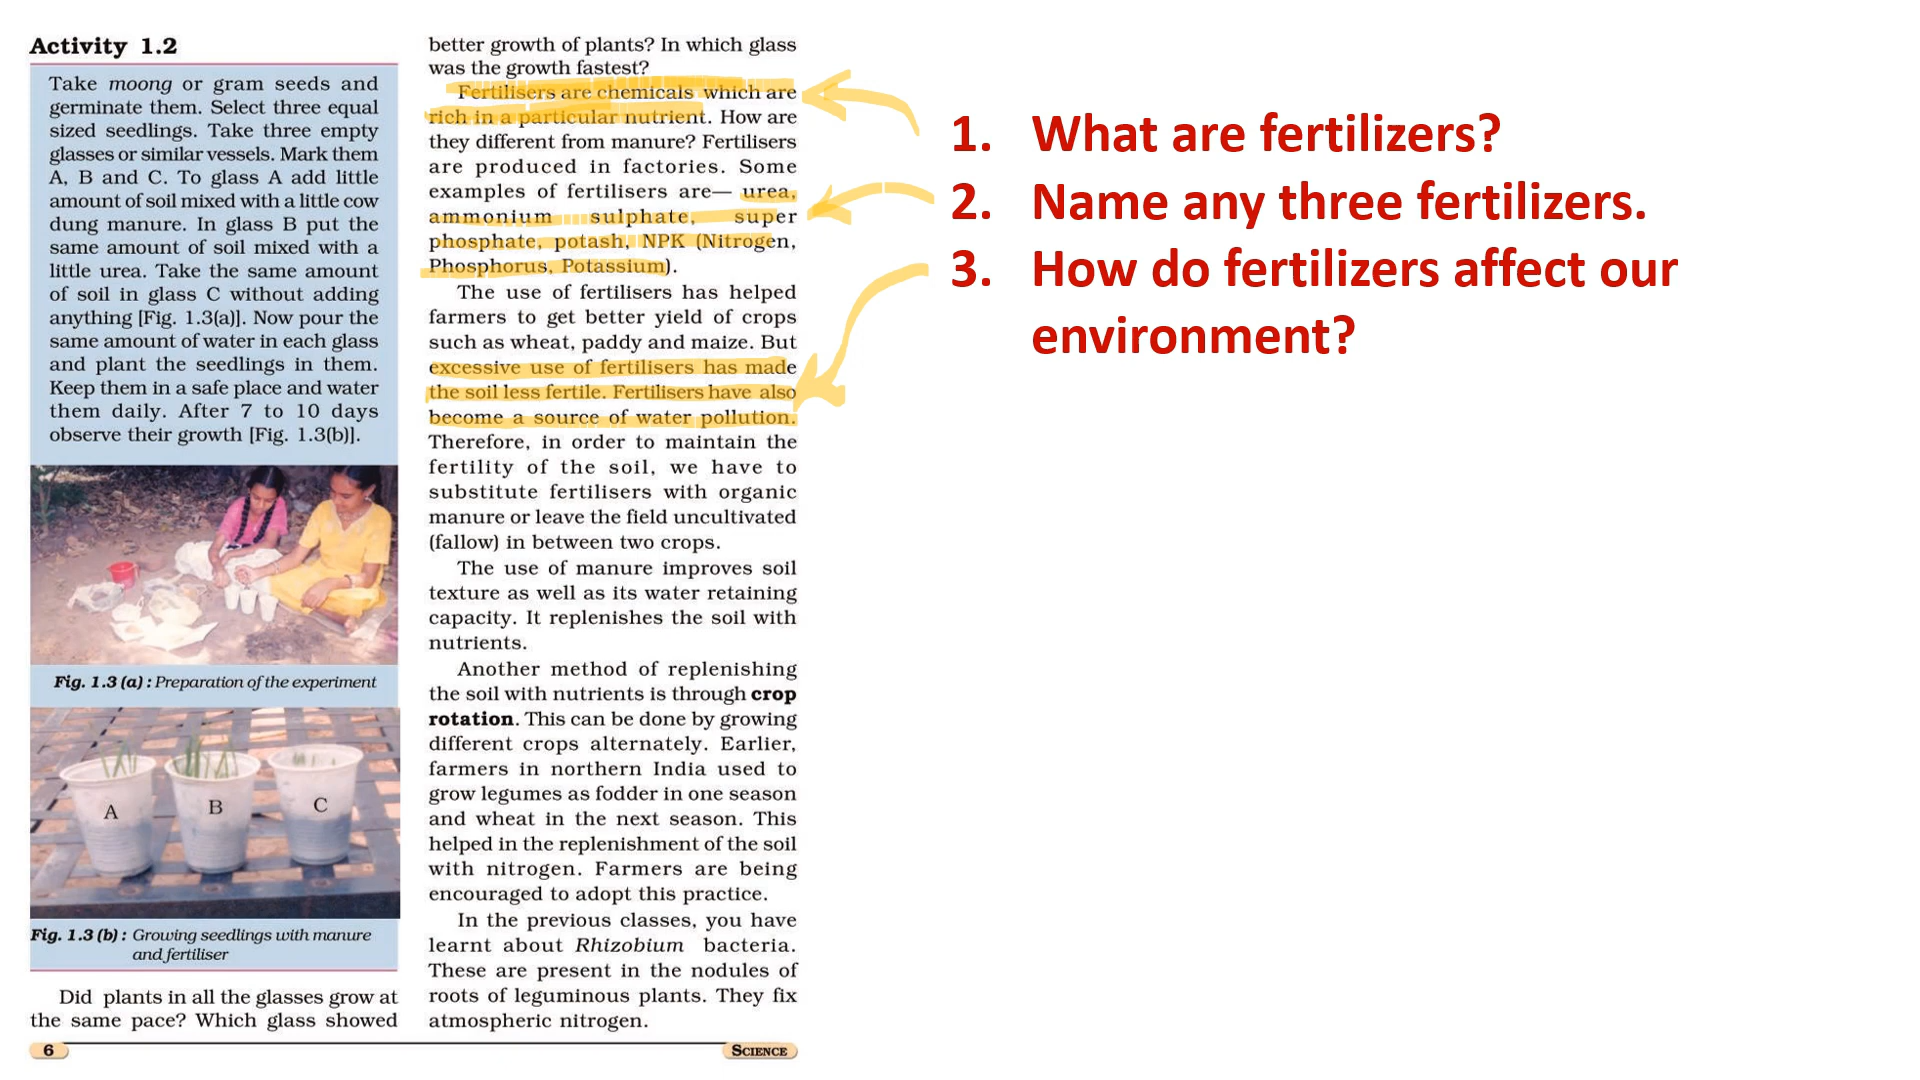 Activity 1.2
Take moong or gram seeds and
germinate them. Select three equal
sized seedlings. Take three empty
glasses or similar vessels. Mark them
A, B and C. To glass A add little
amount of soil mixed with a little cow
dung manure. In glass B put the
same amount of soil mixed with a
little urea. Take the same amount
of soil in glass C without adding
anything [Fig. 1.3(a)]. Now pour the
same amount of water in each glass
and plant the seedlings in them.
Keep them in a safe place and water
them daily. After 7 to 10 days
observe their growth [Fig. 1.3(b)].
Fig. 1.3 (a) : Preparation of the experiment
A B C
Fig. 1.3 (b) : Growing seedlings with manure
and fertiliser
Did plants in all the glasses grow at
the same pace? Which glass showed
better growth of plants? In which glass
was the growth fastest?
Fertilisers are chemicals which are
rich in a particular nutrient. How are
they different from manure? Fertilisers
are produced in factories. Some
examples of fertilisers are— urea,
ammonium sulphate, super
phosphate, potash, NPK (Nitrogen,
Phosphorus, Potassium).
The use of fertilisers has helped
farmers to get better yield of crops
such as wheat, paddy and maize. But
excessive use of fertilisers has made
the soil less fertile. Fertilisers have also
become a source of water pollution.
Therefore, in order to maintain the
fertility of the soil, we have to
substitute fertilisers with organic
manure or leave the field uncultivated
(fallow) in between two crops.
The use of manure improves soil
texture as well as its water retaining
capacity. It replenishes the soil with
nutrients.
Another method of replenishing
the soil with nutrients is through crop
rotation. This can be done by growing
different crops alternately. Earlier,
farmers in northern India used to
grow legumes as fodder in one season
and wheat in the next season. This
helped in the replenishment of the soil
with nitrogen. Farmers are being
encouraged to adopt this practice.
In the previous classes, you have
learnt about Rhizobium bacteria.
These are present in the nodules of
roots of leguminous plants. They fix
atmospheric nitrogen.
6
SCIENCE
1. What are fertilizers?
2. Name any three fertilizers.
3. How do fertilizers affect our
environment?